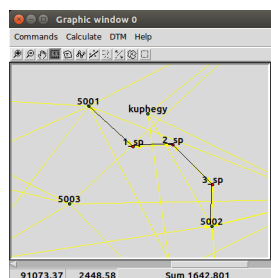 Graphic window 0
Commands Calculate DTM Help
5001
kuphegy
1_sp 2_sp
3_sp
5003
5002
91073.37 2448.58 Sum 1642.801